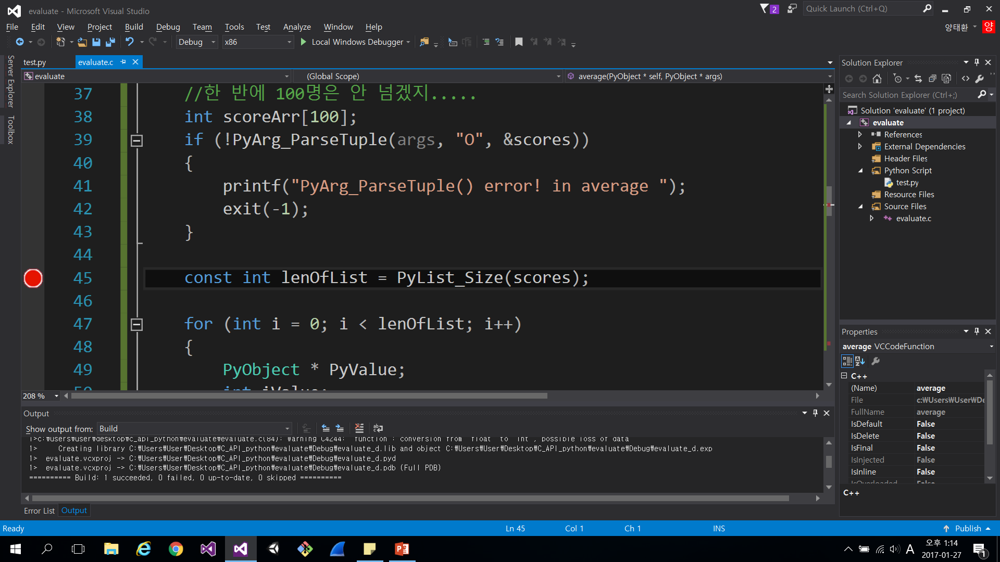 evaluate - Microsoft Visual Studio
2
Quick Launch (Ctrl+Q)
File Edit View Project Build Debug Team Tools Test Analyze Window Help
양태환 양
Debug x86 Local Windows Debugger
Server Explorer
Toolbox
test.py evaluate.c
evaluate (Global Scope) average(PyObject * self, PyObject * args)
37 //한 반에 100명은 안 넘겠지.....
38 int scoreArr[100];
39 if (!PyArg_ParseTuple(args, "O", &scores))
40 {
41 printf("PyArg_ParseTuple() error! in average ");
42 exit(-1);
43 }
44
45 const int lenOfList = PyList_Size(scores);
46
47 for (int i = 0; i < lenOfList; i++)
48 {
49 PyObject * PyValue;
50 int iValue;
208 %
Output
Show output from: Build
1>c:₩users₩user₩desktop₩c_api_python₩evaluate₩evaluate.c(84): warning C4244: 'function': conversion from 'float' to 'int', possible loss of data
1> Creating library C:₩Users₩User₩Desktop₩C_API_python₩evaluate₩Debug₩evaluate_d.lib and object C:₩Users₩User₩Desktop₩C_API_python₩evaluate₩Debug₩evaluate_d.exp
1> evaluate.vcxproj -> C:₩Users₩User₩Desktop₩C_API_python₩evaluate₩Debug₩evaluate_d.pyd
1> evaluate.vcxproj -> C:₩Users₩User₩Desktop₩C_API_python₩evaluate₩Debug₩evaluate_d.pdb (Full PDB)
========== Build: 1 succeeded, 0 failed, 0 up-to-date, 0 skipped ==========
Error List Output
Solution Explorer
Search Solution Explorer (Ctrl+;)
Solution 'evaluate' (1 project)
evaluate
References
External Dependencies
Header Files
Python Script
test.py
Resource Files
Source Files
evaluate.c
Properties
average VCCodeFunction
C++
(Name) average
File c:₩Users₩User₩De
FullName average
IsDefault False
IsDelete False
IsFinal False
IsInjected False
IsInline False
IsOverloaded False
C++
Ready Ln 45 Col 1 Ch 1 INS Publish
A 오후 1:14
2017-01-27
1